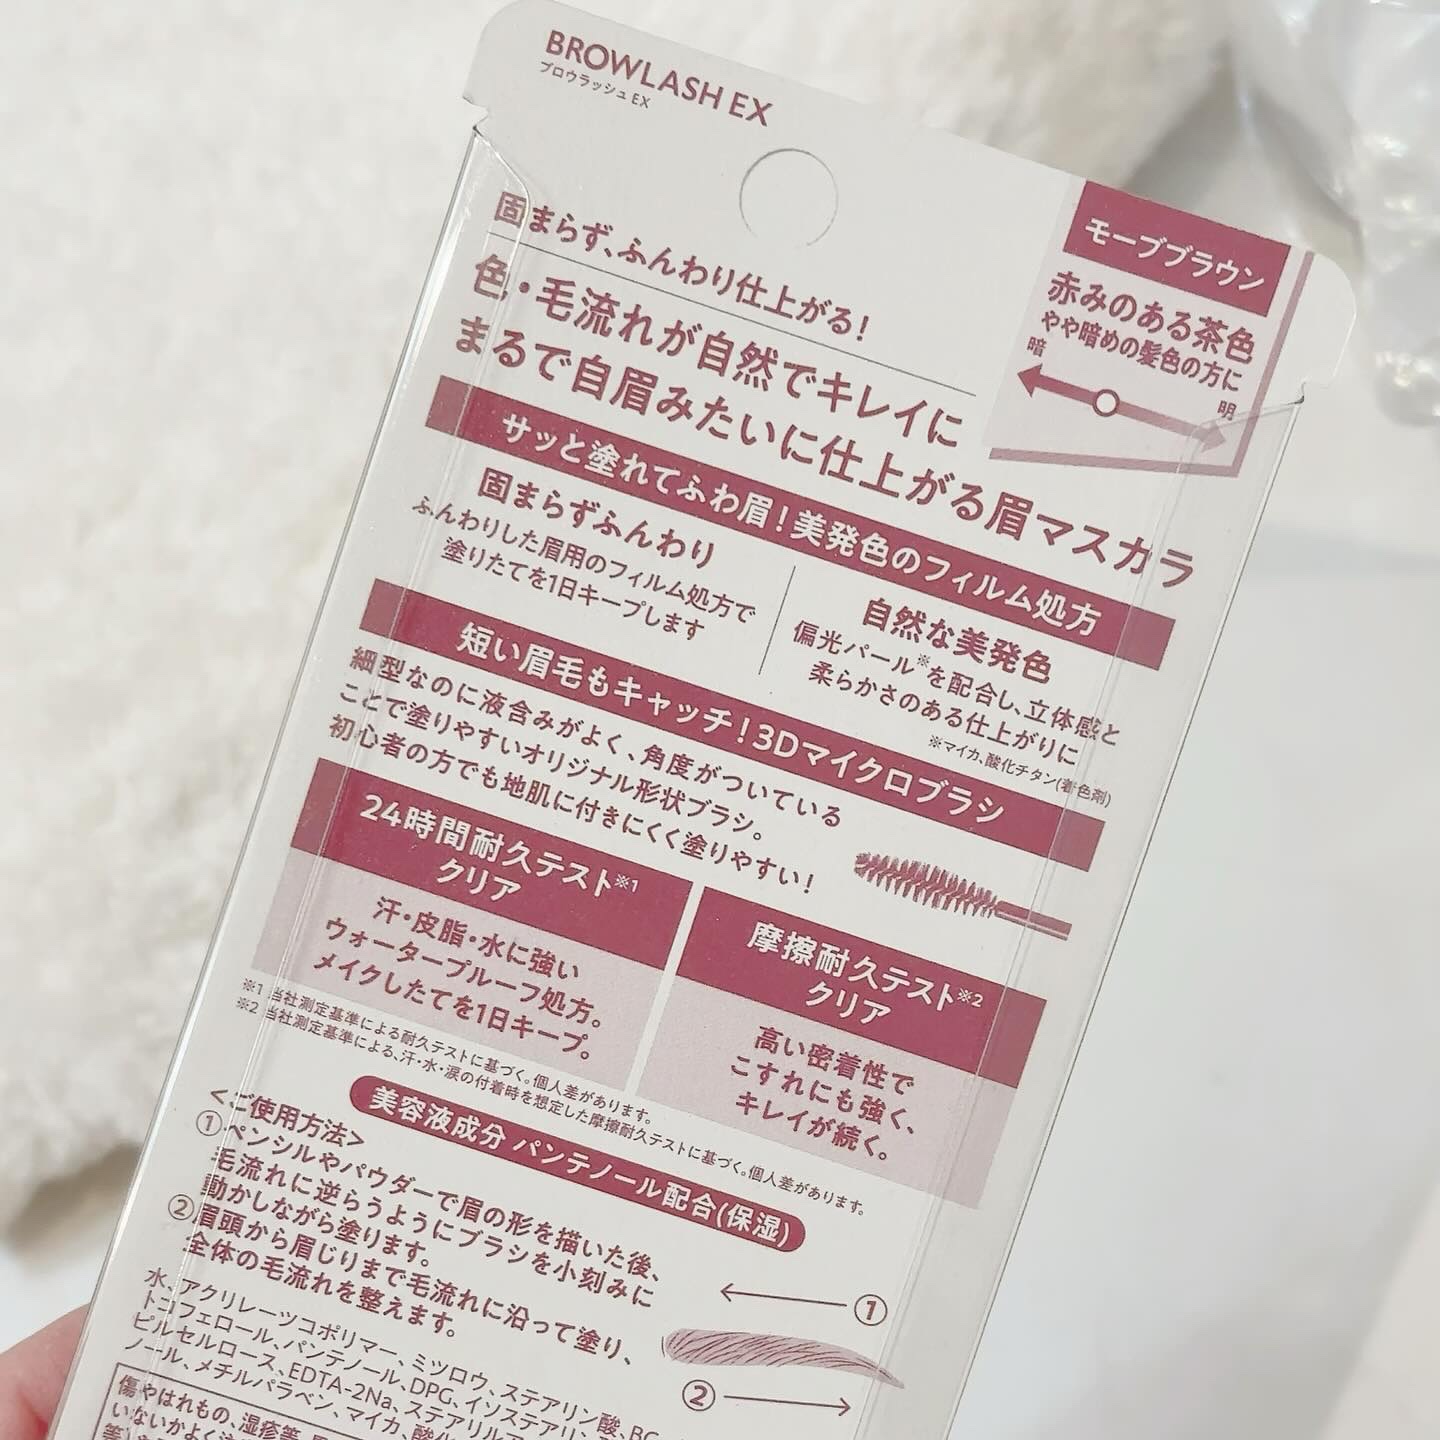 BROWLASH EX
ブロウラッシュEX
モーブブラウン
赤みのある茶色
やや暗めの髪色の方に
暗
明
固まらず、ふんわり仕上がる！
色・毛流れが自然でキレイに
まるで自眉みたいに仕上がる眉マスカラ
サッと塗れてふわ眉！美発色のフィルム処方
固まらずふんわり
ふんわりした眉用のフィルム処方で
塗りたてを1日キープします
自然な美発色
偏光パール※を配合し、立体感と
柔らかさのある仕上がりに
※マイカ、酸化チタン(着色剤)
短い眉毛もキャッチ！3Dマイクロブラシ
細型なのに液含みがよく、角度がついている
ことで塗りやすいオリジナル形状ブラシ。
初心者の方でも地肌に付きにくく塗りやすい！
24時間耐久テスト※1
クリア
汗・皮脂・水に強い
ウォータープルーフ処方。
メイクしたてを1日キープ。
摩擦耐久テスト※2
クリア
高い密着性で
こすれにも強く、
キレイが続く。
※1 当社測定基準による耐久テストに基づく。個人差があります。
※2 当社測定基準による、汗・水・涙の付着時を想定した摩擦耐久テストに基づく。個人差があります。
美容液成分 パンテノール配合(保湿)
<ご使用方法>
①ペンシルやパウダーで眉の形を描いた後、
毛流れに逆らうようにブラシを小刻みに
動かしながら塗ります。
②眉頭から眉じりまで毛流れに沿って塗り、
全体の毛流れを整えます。
①
②
水、アクリレーツコポリマー、ミツロウ、ステアリン酸、BG
トコフェロール、パンテノール、DPG、イソステアリ
ピルセルロース、EDTA-2Na、ステアリル
ノール、メチルパラベン、マイカ、酸化
傷やはれもの、湿疹等
いないかよく注